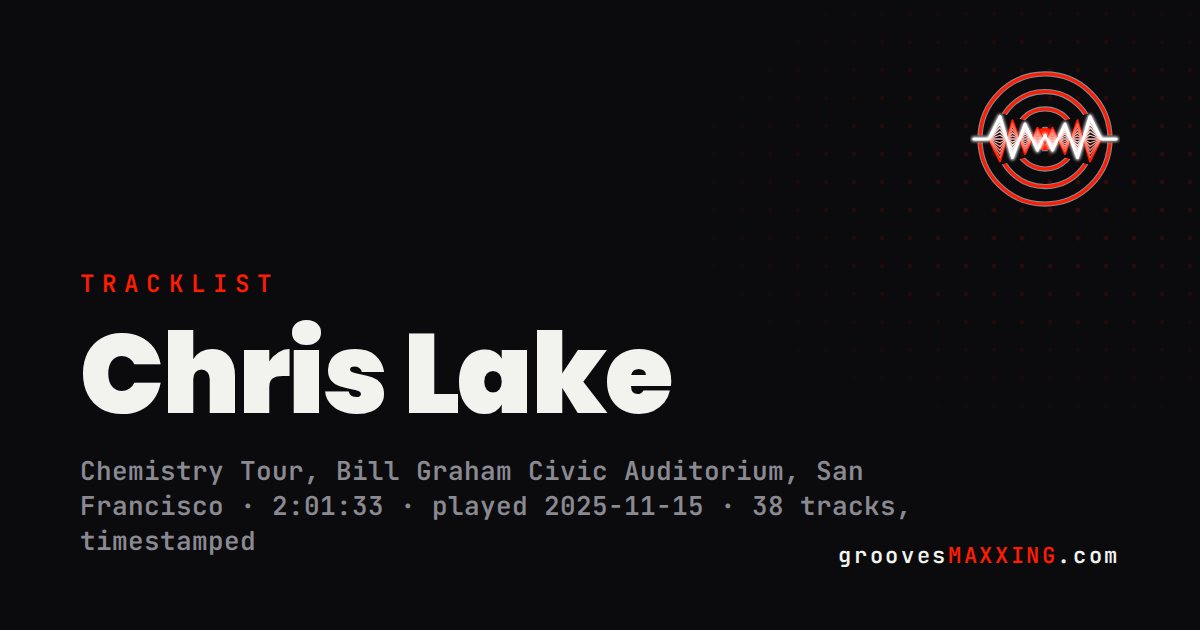 TRACKLIST
Chris Lake
Chemistry Tour, Bill Graham Civic Auditorium, San
Francisco · 2:01:33 · played 2025-11-15 · 38 tracks,
timestamped
groovesMAXXING.com